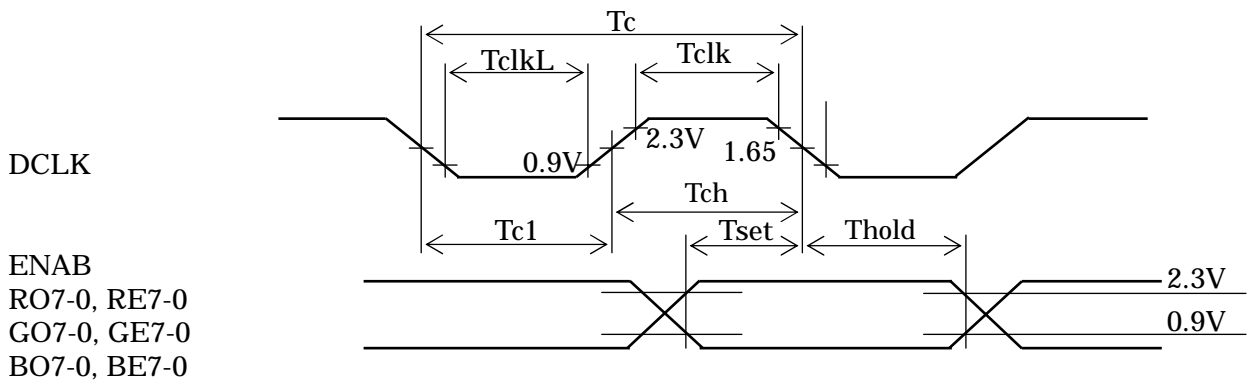 Tc
TclkL
Tclk
2.3V
1.65
0.9V
DCLK
Tch
Tc1
Tset
Thold
ENAB
2.3V
RO7-0, RE7-0
GO7-0, GE7-0
0.9V
BO7-0, BE7-0